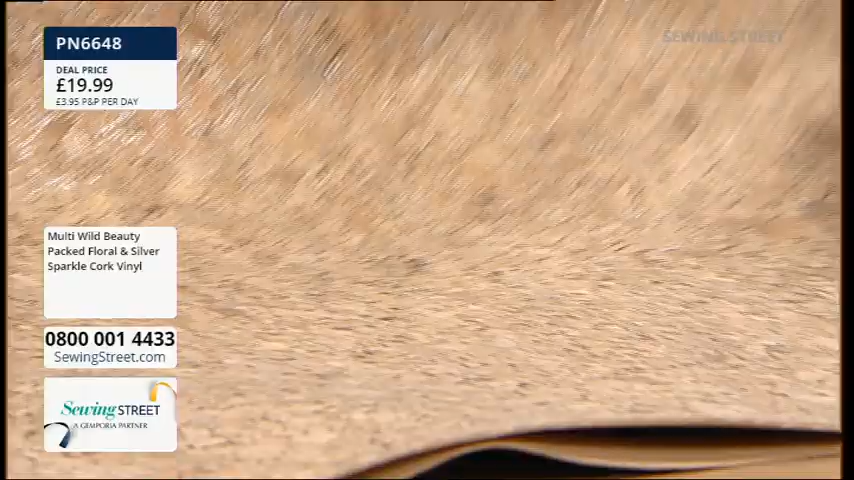 PN6648
DEAL PRICE
£19.99
£3.95 P&P PER DAY
SEWING STREET
Multi Wild Beauty
Packed Floral & Silver
Sparkle Cork Vinyl
0800 001 4433
SewingStreet.com
Sewing STREET
A GEMPORIA PARTNER